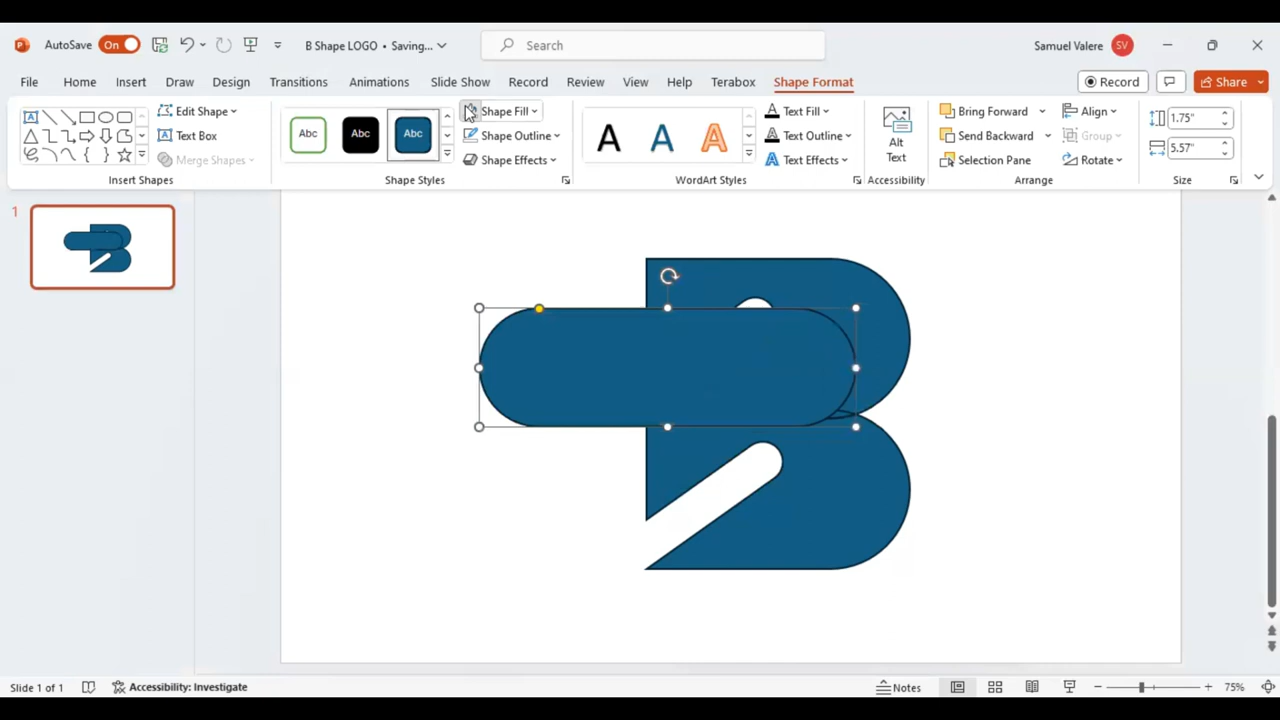 AutoSave On B Shape LOGO • Saving... Search Samuel Valere SV
File Home Insert Draw Design Transitions Animations Slide Show Record Review View Help Terabox Shape Format Record Share
Edit Shape Abc Abc Abc Shape Fill A A A Text Fill Bring Forward Align 1.75"
Text Box Shape Outline Text Outline Alt Text Send Backward Group 5.57"
Merge Shapes Shape Effects Text Effects Selection Pane Rotate
Insert Shapes Shape Styles WordArt Styles Accessibility Arrange Size
1
Slide 1 of 1 Accessibility: Investigate Notes 75%